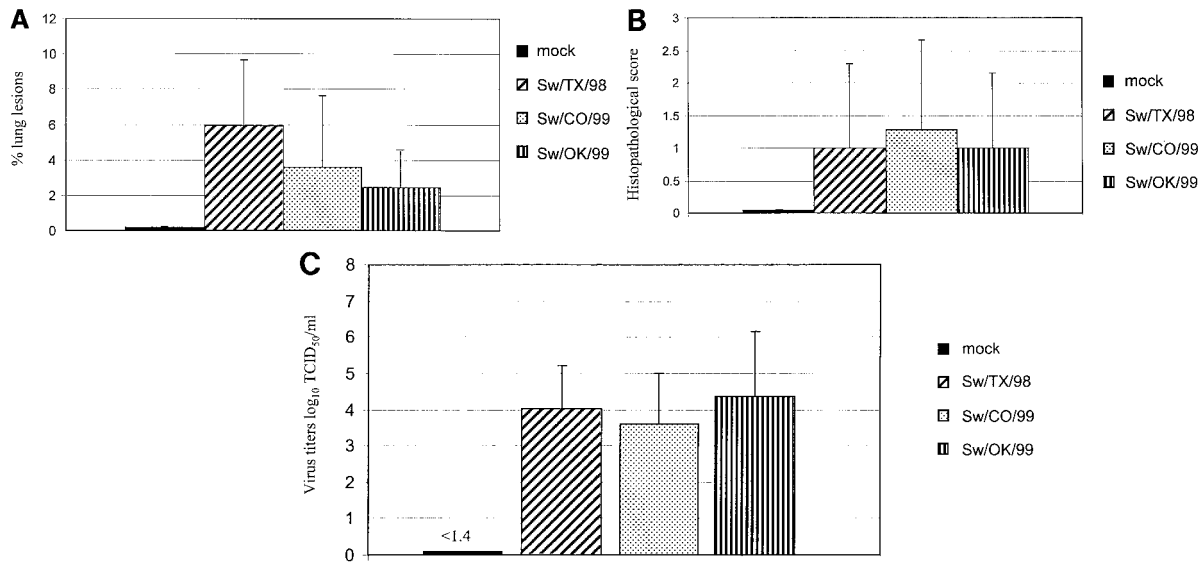 A
% lung lesions
12
10
8
6
4
2
0
mock
Sw/TX/98
Sw/CO/99
Sw/OK/99
B
Histopathological score
3
2.5
2
1.5
1
0.5
0
mock
Sw/TX/98
Sw/CO/99
Sw/OK/99
C
Virus titers log10 TCID50/ml
8
7
6
5
4
3
2
1
0
<1.4
mock
Sw/TX/98
Sw/CO/99
Sw/OK/99